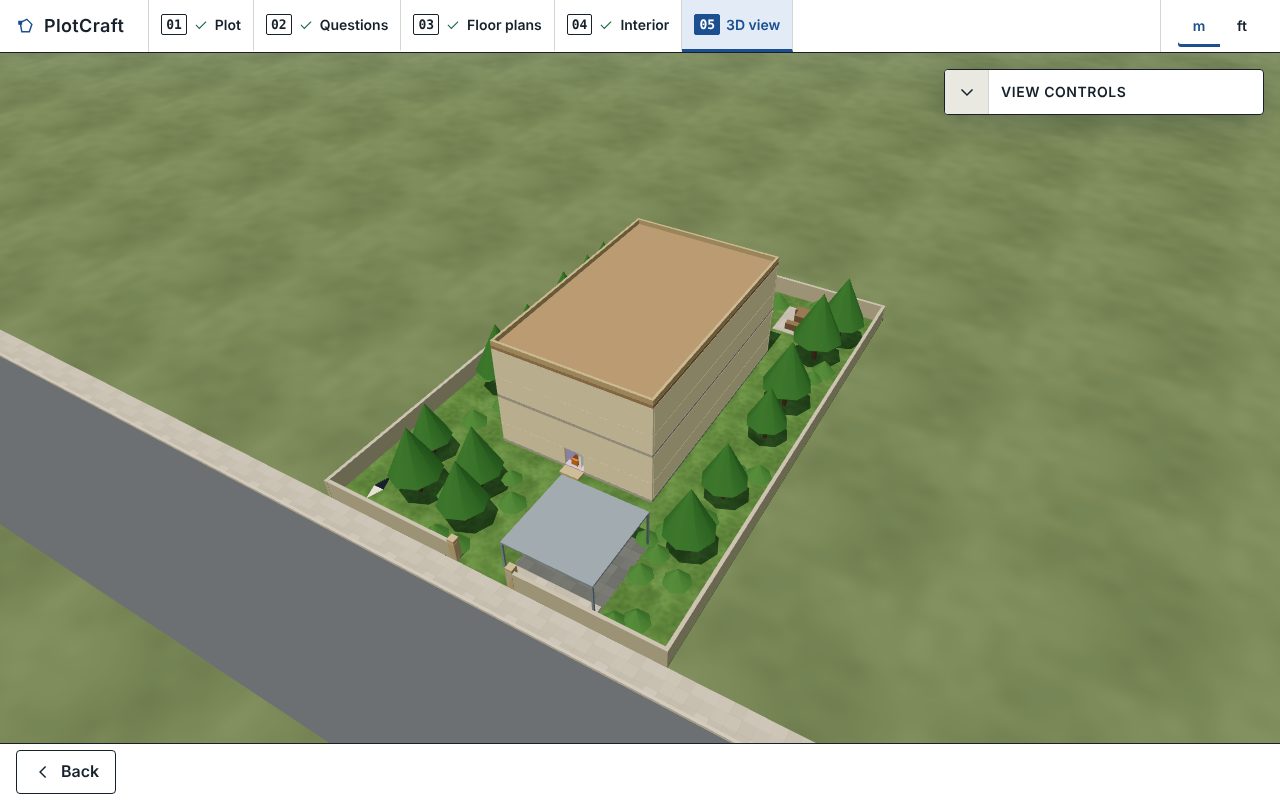 PlotCraft
01 Plot
02 Questions
03 Floor plans
04 Interior
05 3D view
m ft
VIEW CONTROLS
Back